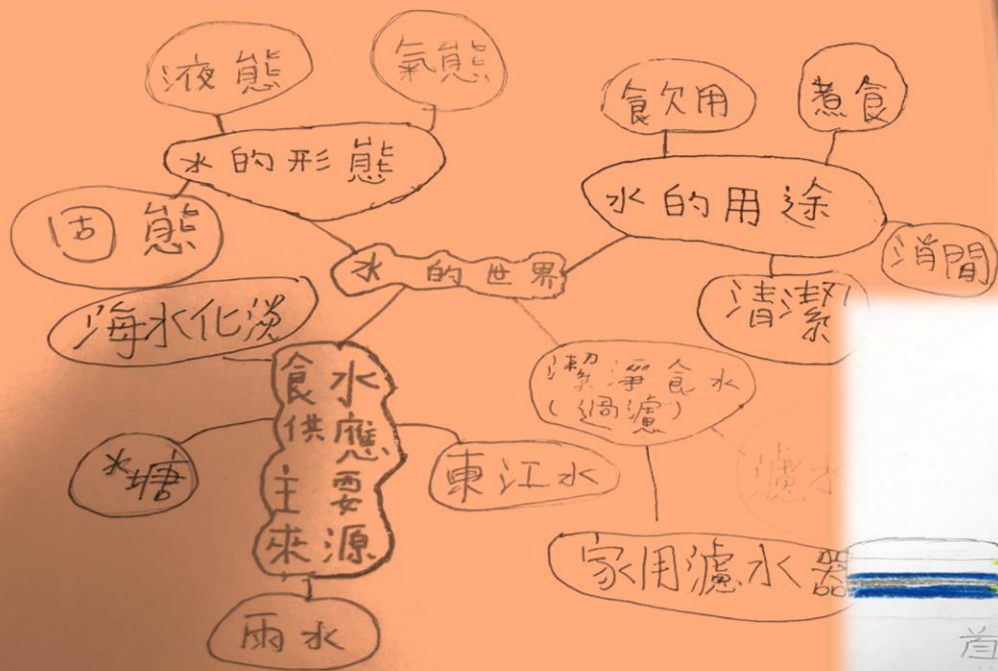 液態
氣態
水的形態
固態
食飲用
煮食
水的用途
消閒
清潔
水的世界
海水化淡
食水
供應
主要
來源
水塘
東江水
雨水
潔淨食水
(過濾)
濾水
家用濾水器
首